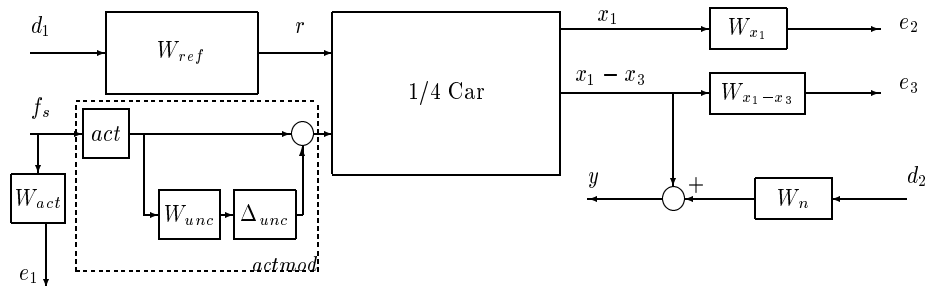 d₁
W_ref
r
1/4 Car
x₁
W_x₁
e₂
x₁ − x₃
W_x₁−x₃
e₃
f_s
act
W_act
e₁
W_unc
Δ_unc
actmod
y
+
W_n
d₂